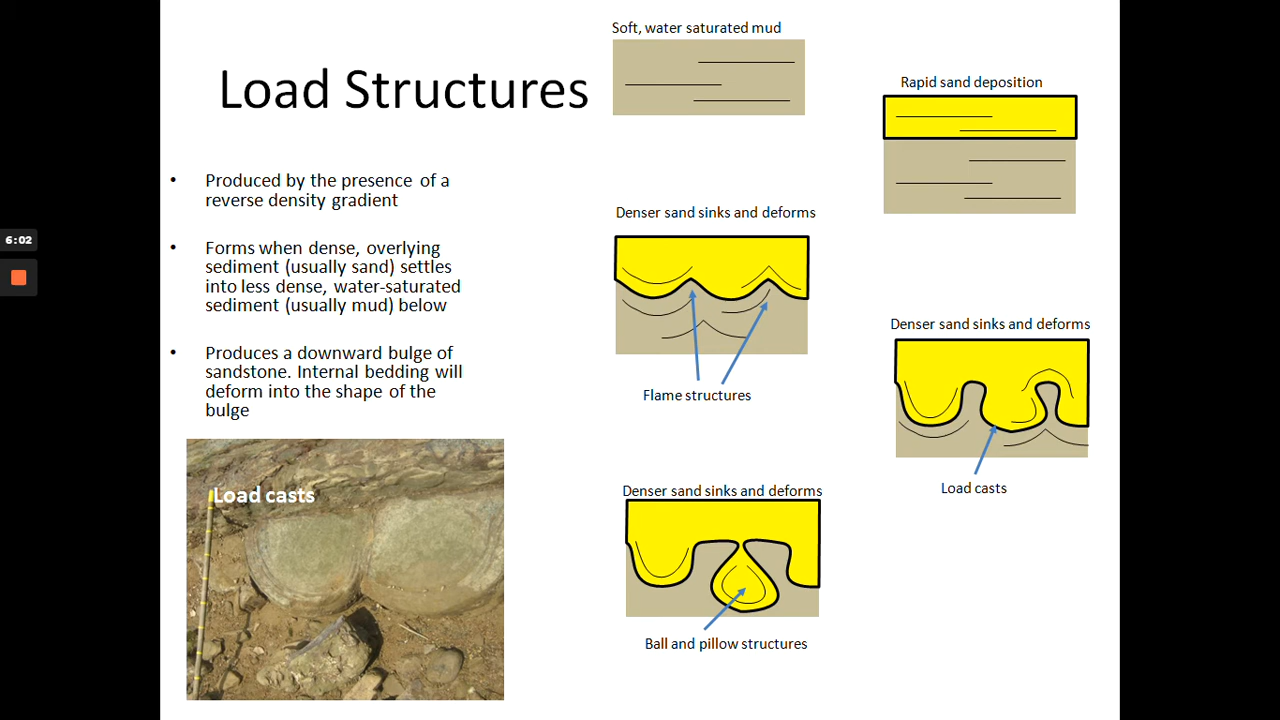 Load Structures
• Produced by the presence of a
reverse density gradient
• Forms when dense, overlying
sediment (usually sand) settles
into less dense, water-saturated
sediment (usually mud) below
• Produces a downward bulge of
sandstone. Internal bedding will
deform into the shape of the
bulge
Load casts
Soft, water saturated mud
Rapid sand deposition
Denser sand sinks and deforms
Flame structures
Denser sand sinks and deforms
Load casts
Denser sand sinks and deforms
Ball and pillow structures
6:02